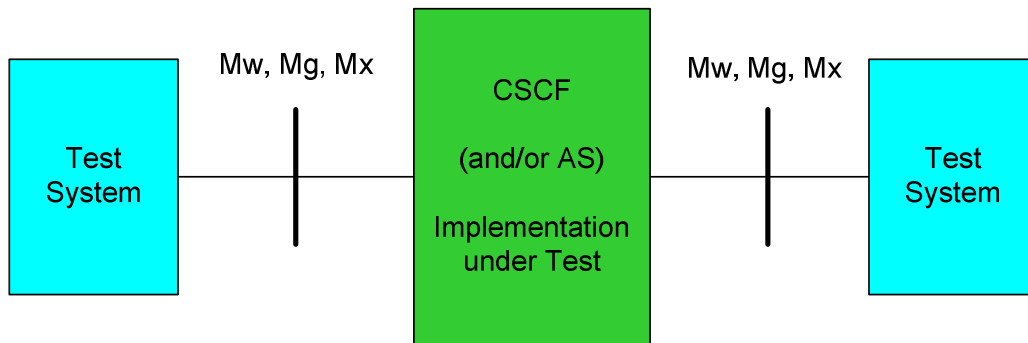 Test
System
Mw, Mg, Mx
CSCF
(and/or AS)
Implementation
under Test
Mw, Mg, Mx
Test
System